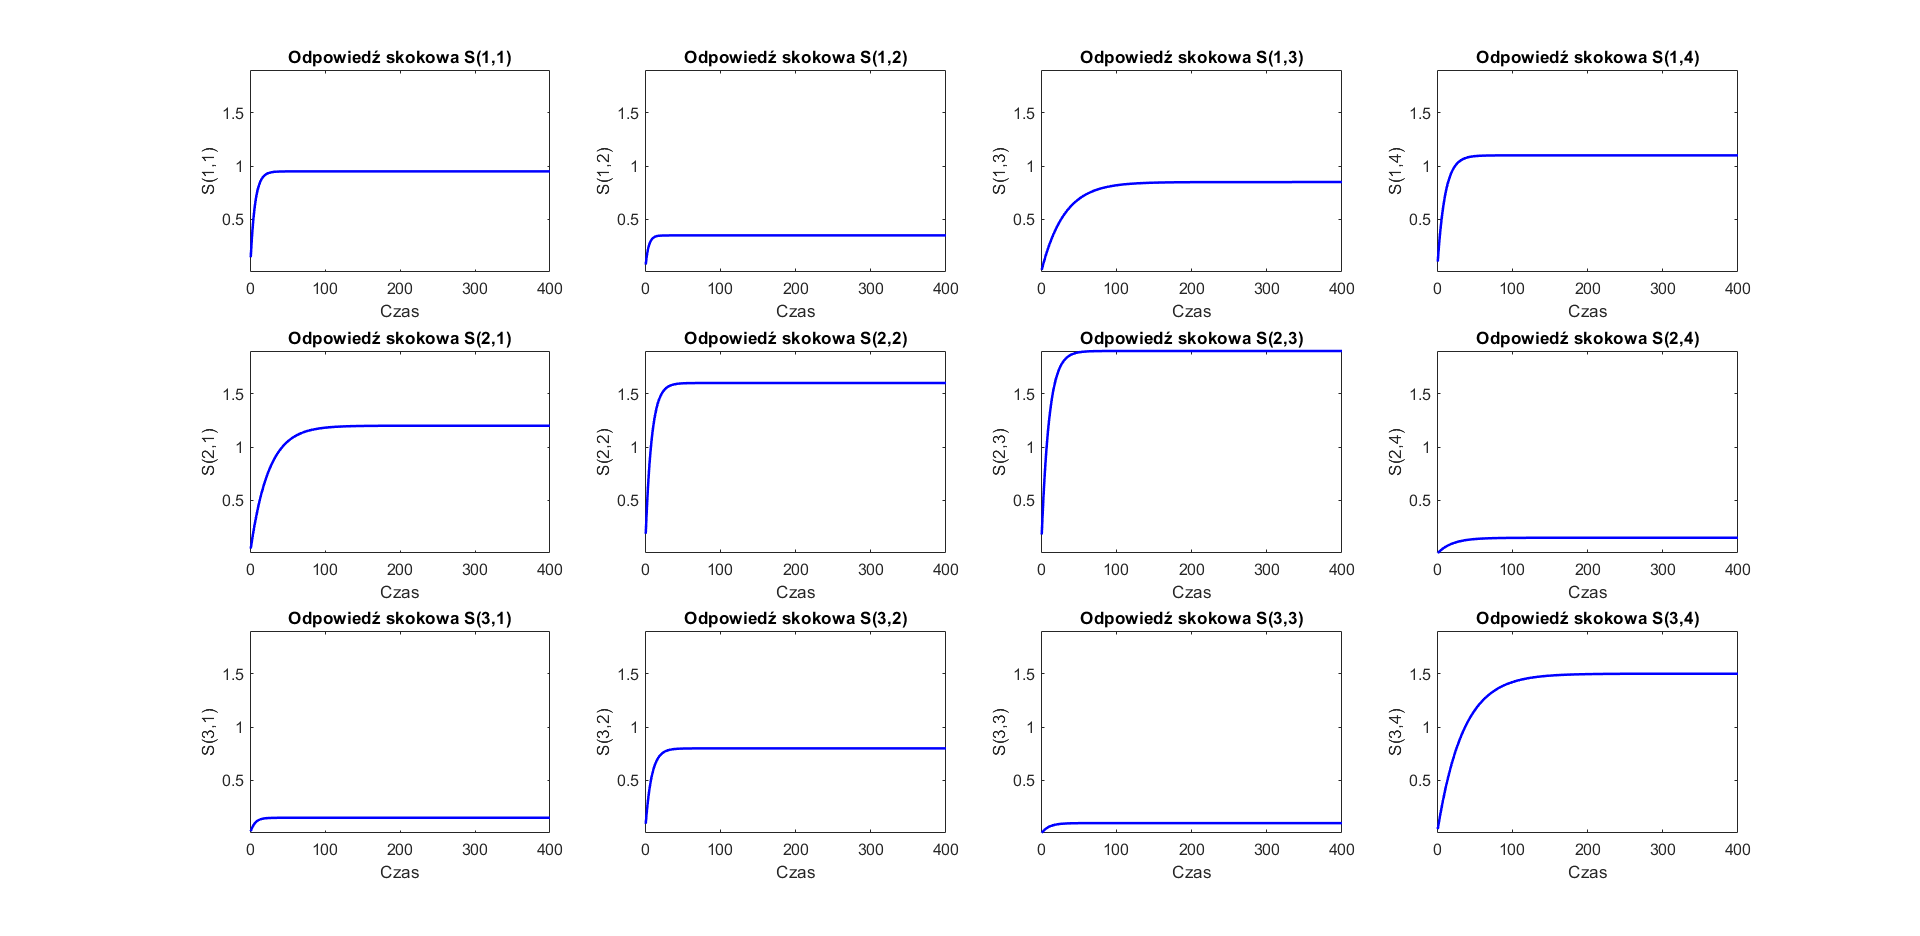 Odpowiedź skokowa S(1,1)
S(1,1)
1.5
1
0.5
0 100 200 300 400
Czas
Odpowiedź skokowa S(1,2)
S(1,2)
1.5
1
0.5
0 100 200 300 400
Czas
Odpowiedź skokowa S(1,3)
S(1,3)
1.5
1
0.5
0 100 200 300 400
Czas
Odpowiedź skokowa S(1,4)
S(1,4)
1.5
1
0.5
0 100 200 300 400
Czas
Odpowiedź skokowa S(2,1)
S(2,1)
1.5
1
0.5
0 100 200 300 400
Czas
Odpowiedź skokowa S(2,2)
S(2,2)
1.5
1
0.5
0 100 200 300 400
Czas
Odpowiedź skokowa S(2,3)
S(2,3)
1.5
1
0.5
0 100 200 300 400
Czas
Odpowiedź skokowa S(2,4)
S(2,4)
1.5
1
0.5
0 100 200 300 400
Czas
Odpowiedź skokowa S(3,1)
S(3,1)
1.5
1
0.5
0 100 200 300 400
Czas
Odpowiedź skokowa S(3,2)
S(3,2)
1.5
1
0.5
0 100 200 300 400
Czas
Odpowiedź skokowa S(3,3)
S(3,3)
1.5
1
0.5
0 100 200 300 400
Czas
Odpowiedź skokowa S(3,4)
S(3,4)
1.5
1
0.5
0 100 200 300 400
Czas